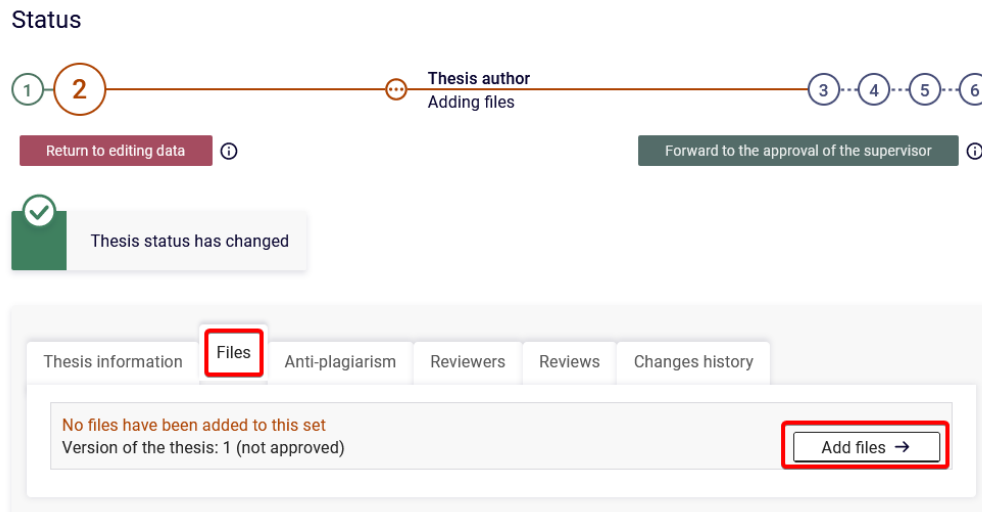 Status
1
2
Thesis author
Adding files
3
4
5
6
Return to editing data
Forward to the approval of the supervisor
Thesis status has changed
Thesis information
Files
Anti-plagiarism
Reviewers
Reviews
Changes history
No files have been added to this set
Version of the thesis: 1 (not approved)
Add files →